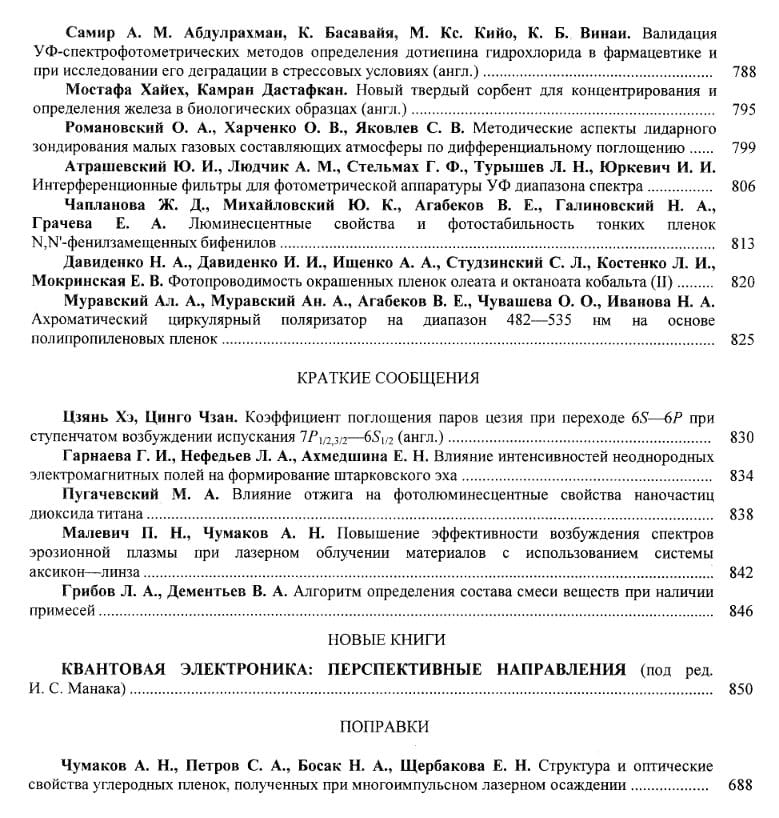 Самир А. М. Абдулрахман, К. Басавайя, М. Кс. Кийо, К. Б. Винаи. Валидация
УФ-спектрофотометрических методов определения дотиепина гидрохлорида в фармацевтике и
при исследовании его деградации в стрессовых условиях (англ.) ................ 788
Мостафа Хайех, Камран Дастафкан. Новый твердый сорбент для концентрирования и
определения железа в биологических образцах (англ.) ................ 795
Романовский О. А., Харченко О. В., Яковлев С. В. Методические аспекты лидарного
зондирования малых газовых составляющих атмосферы по дифференциальному поглощению ...... 799
Атрашевский Ю. И., Людчик А. М., Стельмах Г. Ф., Турышев Л. Н., Юркевич И. И.
Интерференционные фильтры для фотометрической аппаратуры УФ диапазона спектра ................ 806
Чапланова Ж. Д., Михайловский Ю. К., Агабеков В. Е., Галиновский Н. А.,
Грачева Е. А. Люминесцентные свойства и фотостабильность тонких пленок
N,N'-фенилзамещенных бифенилов ................ 813
Давиденко Н. А., Давиденко И. И., Ищенко А. А., Студзинский С. Л., Костенко Л. И.,
Мокринская Е. В. Фотопроводимость окрашенных пленок олеата и октаноата кобальта (II) ......... 820
Муравский Ал. А., Муравский Ан. А., Агабеков В. Е., Чувашева О. О., Иванова Н. А.
Ахроматический циркулярный поляризатор на диапазон 482—535 нм на основе
полипропиленовых пленок ................ 825
КРАТКИЕ СООБЩЕНИЯ
Цзянь Хэ, Цинго Чзан. Коэффициент поглощения паров цезия при переходе 6S—6P при
ступенчатом возбуждении испускания 7P1/2,3/2—6S1/2 (англ.) ................ 830
Гарнаева Г. И., Нефедьев Л. А., Ахмедшина Е. Н. Влияние интенсивностей неоднородных
электромагнитных полей на формирование штарковского эха ................ 834
Пугачевский М. А. Влияние отжига на фотолюминесцентные свойства наночастиц
диоксида титана ................ 838
Малевич П. Н., Чумаков А. Н. Повышение эффективности возбуждения спектров
эрозионной плазмы при лазерном облучении материалов с использованием системы
аксикон—линза ................ 842
Грибов Л. А., Дементьев В. А. Алгоритм определения состава смеси веществ при наличии
примесей ................ 846
НОВЫЕ КНИГИ
КВАНТОВАЯ ЭЛЕКТРОНИКА: ПЕРСПЕКТИВНЫЕ НАПРАВЛЕНИЯ (под ред.
И. С. Манака) ................ 850
ПОПРАВКИ
Чумаков А. Н., Петров С. А., Босак Н. А., Щербакова Е. Н. Структура и оптические
свойства углеродных пленок, полученных при многоимпульсном лазерном осаждении ................ 688